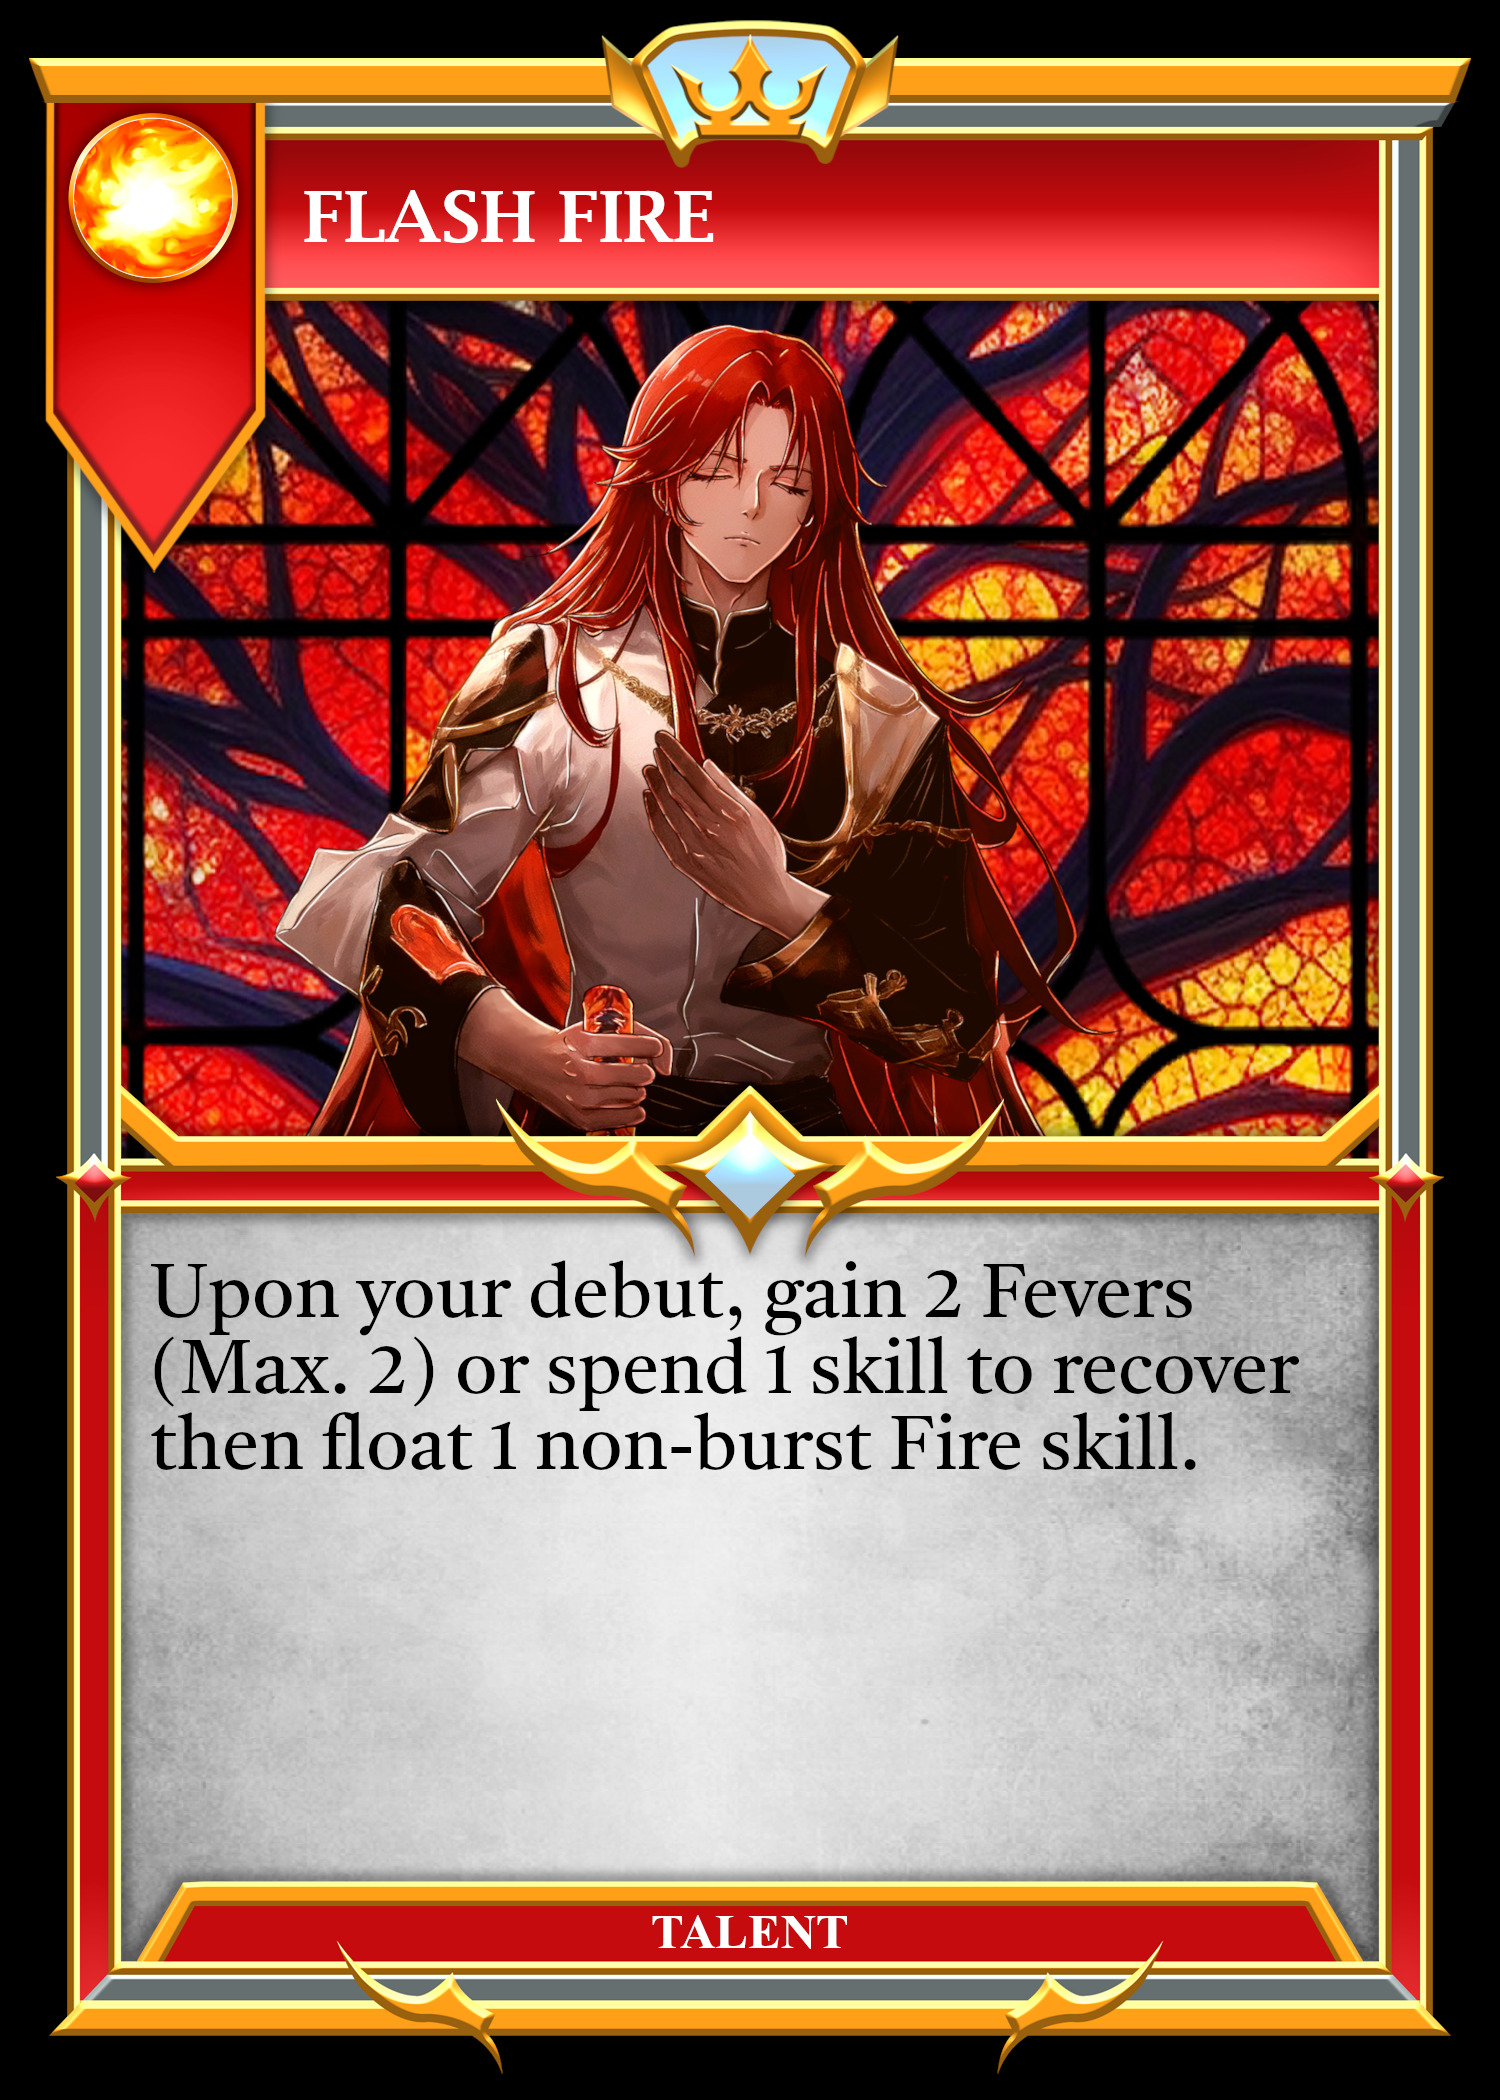 FLASH FIRE
Upon your debut, gain 2 Fevers
(Max. 2) or spend 1 skill to recover
then float 1 non-burst Fire skill.
TALENT